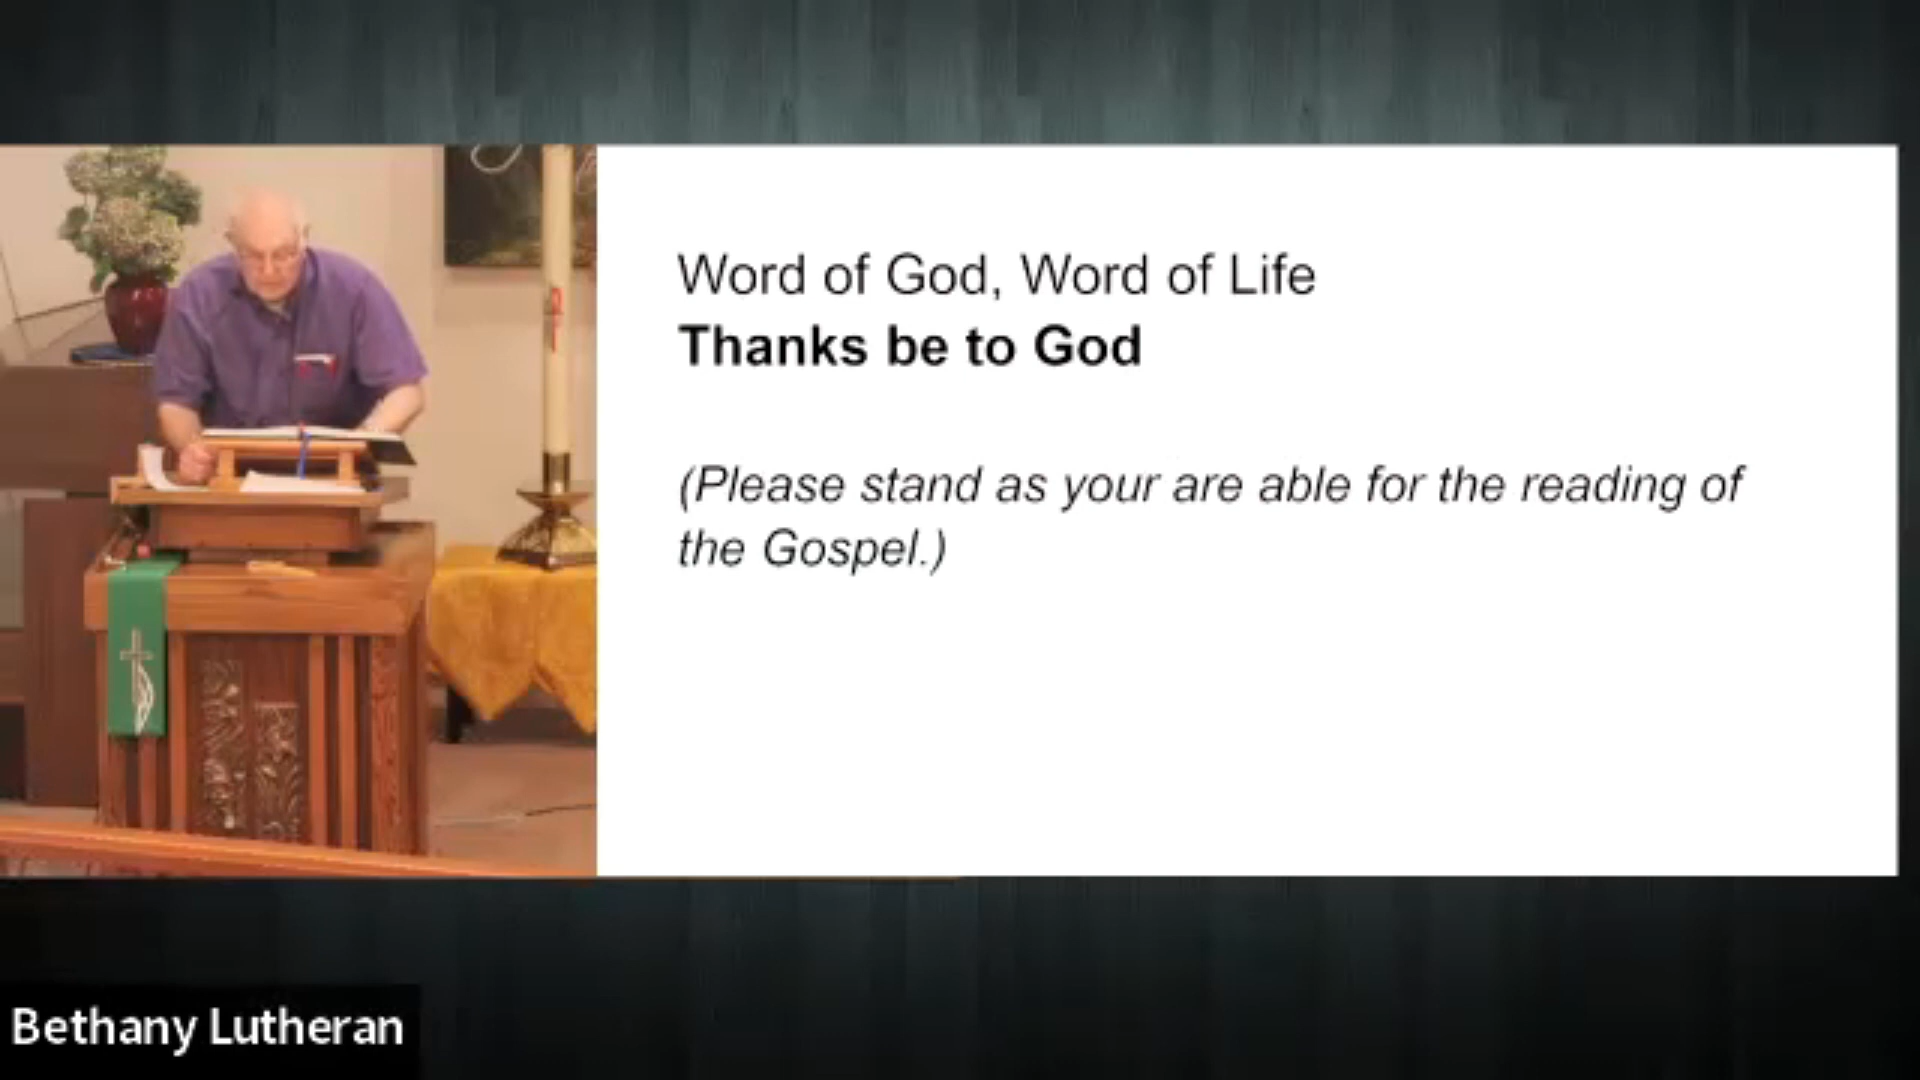 Word of God, Word of Life
Thanks be to God
(Please stand as your are able for the reading of
the Gospel.)
Bethany Lutheran